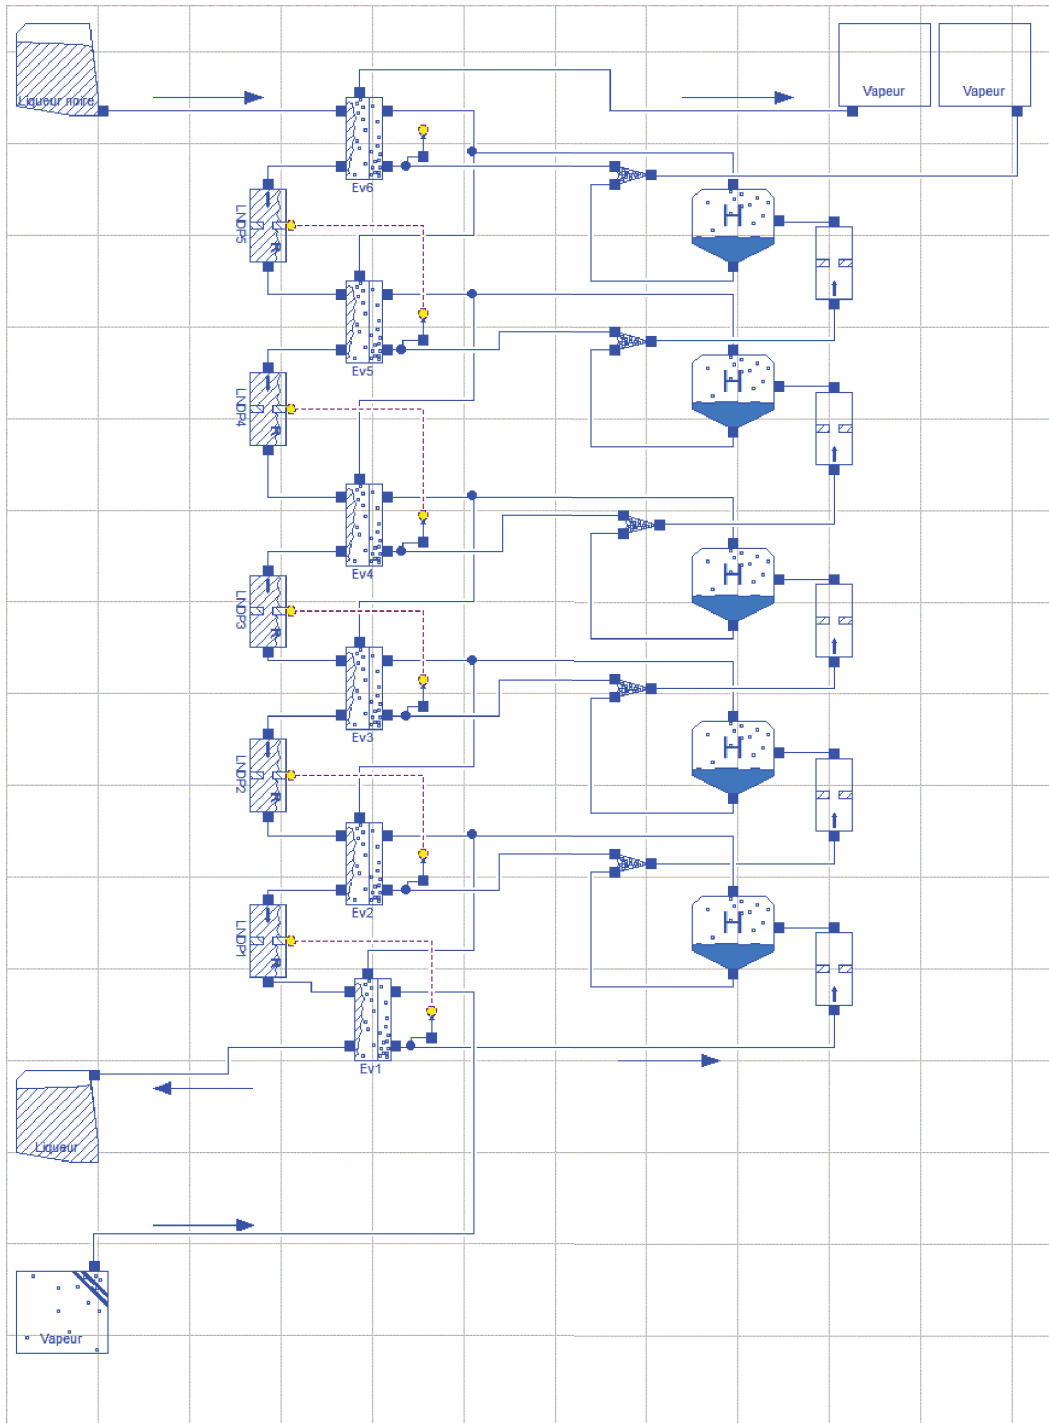 Liqueur noire
Vapeur
Vapeur
Ev6
LNDP5
R
H
Ev5
LNDP4
R
H
Ev4
LNDP3
R
H
Ev3
LNDP2
R
H
Ev2
LNDP1
R
H
Ev1
Liqueur
Vapeur